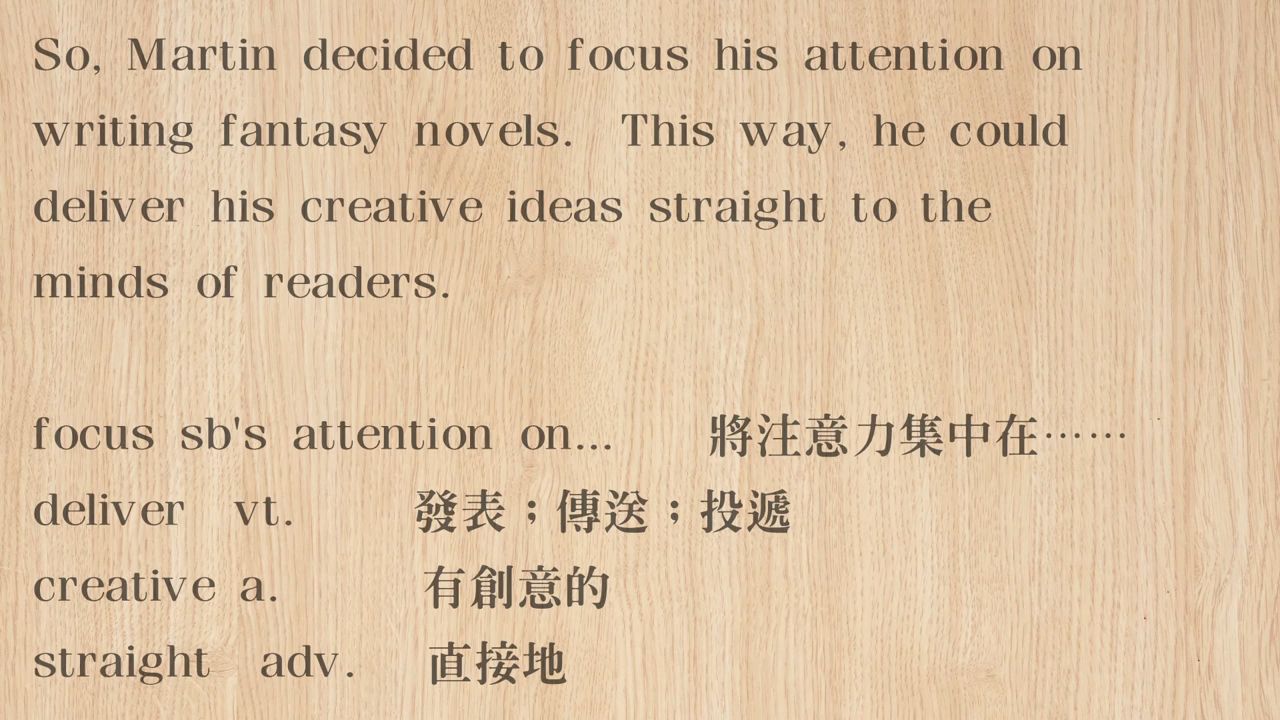 So, Martin decided to focus his attention on
writing fantasy novels. This way, he could
deliver his creative ideas straight to the
minds of readers.
focus sb's attention on... 將注意力集中在……
deliver vt. 發表；傳送；投遞
creative a. 有創意的
straight adv. 直接地